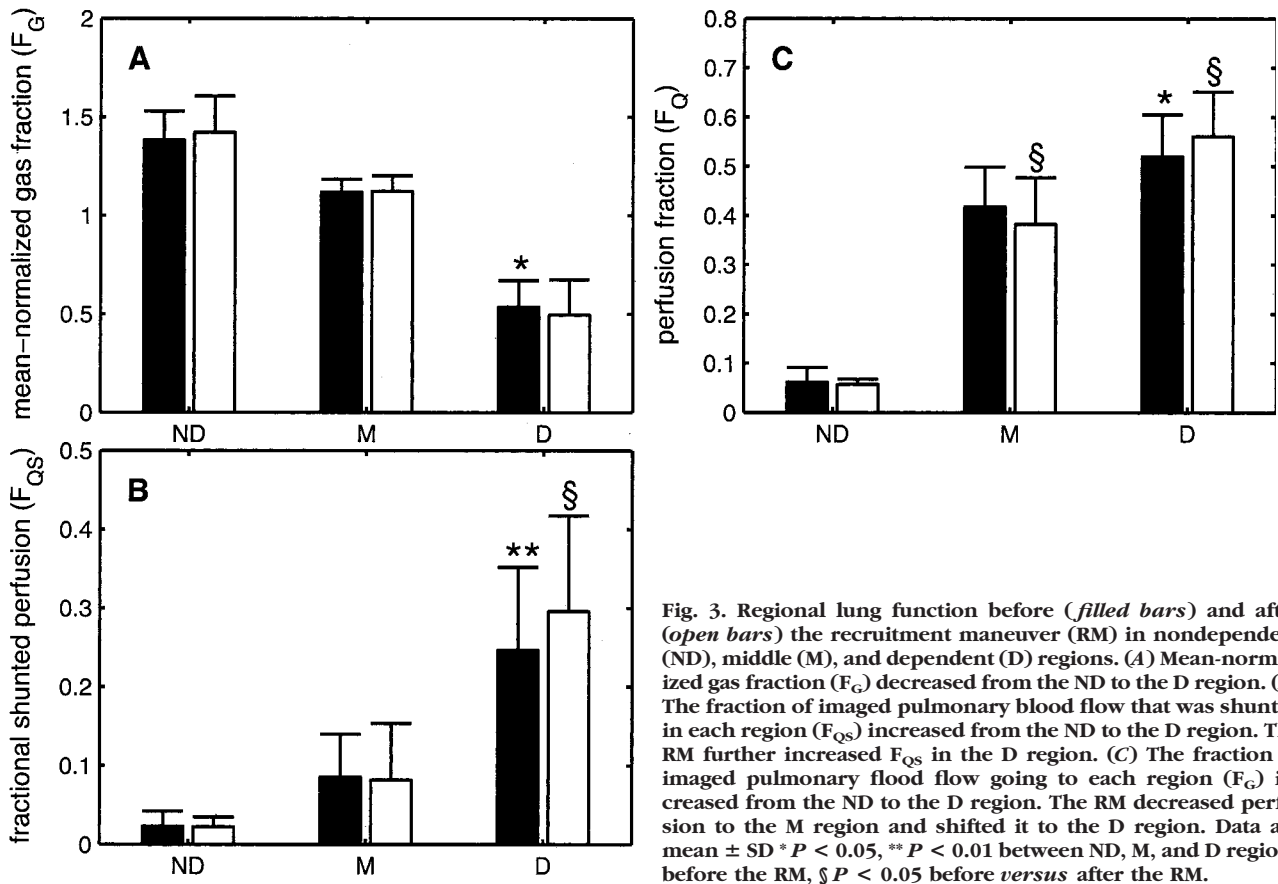 mean−normalized gas fraction (FG)
2
1.5
1
0.5
0
A
*
ND
M
D
fractional shunted perfusion (FQS)
0.5
0.4
0.3
0.2
0.1
0
B
**
§
ND
M
D
perfusion fraction (FQ)
0.8
0.7
0.6
0.5
0.4
0.3
0.2
0.1
0
C
§
*
§
ND
M
D
Fig. 3. Regional lung function before (filled bars) and aft
(open bars) the recruitment maneuver (RM) in nondepende
(ND), middle (M), and dependent (D) regions. (A) Mean-norm
ized gas fraction (FG) decreased from the ND to the D region. (
The fraction of imaged pulmonary blood flow that was shunt
in each region (FQS) increased from the ND to the D region. Th
RM further increased FQS in the D region. (C) The fraction
imaged pulmonary flood flow going to each region (FG) i
creased from the ND to the D region. The RM decreased perf
sion to the M region and shifted it to the D region. Data a
mean ± SD *P < 0.05, **P < 0.01 between ND, M, and D region
before the RM, §P < 0.05 before versus after the RM.